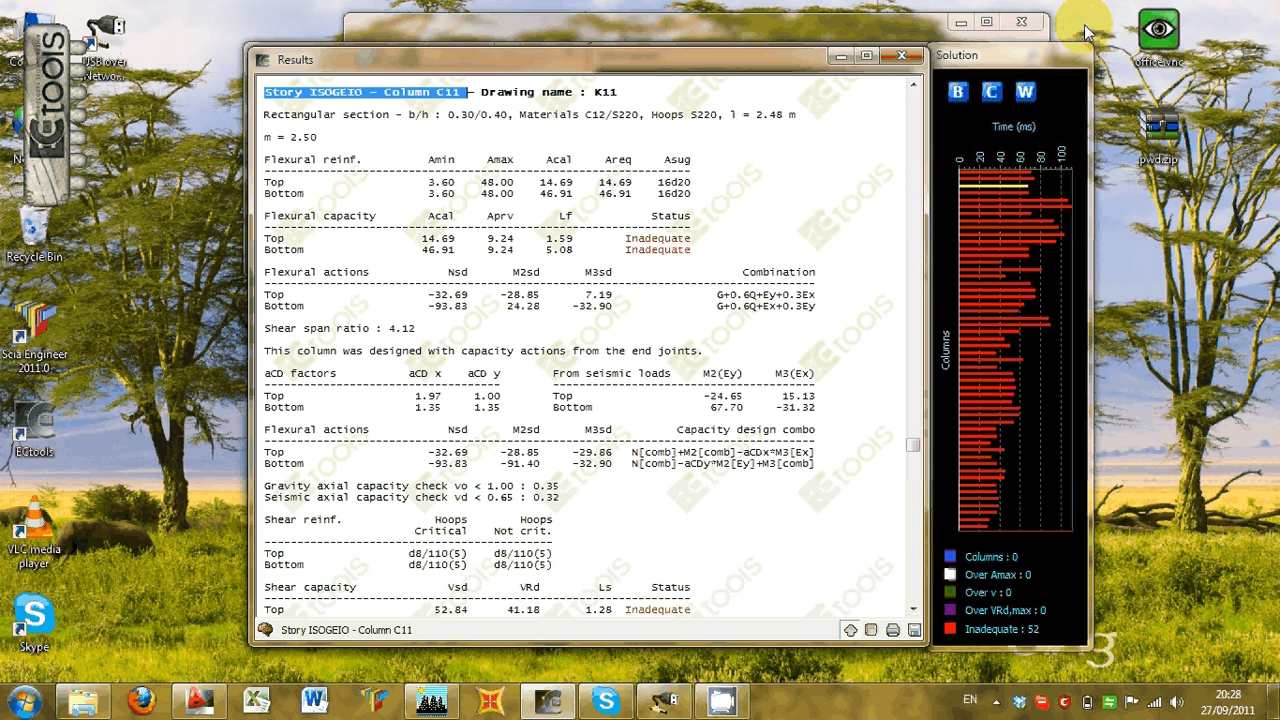 Results
Story ISOGEIO - Column C11 - Drawing name : K11
Rectangular section - b/h : 0.30/0.40, Materials C12/S220, Hoops S220, l = 2.48 m
m = 2.50
Flexural reinf. Amin Amax Acal Areq Asug
Top 3.60 48.00 14.69 14.69 16d20
Bottom 3.60 48.00 46.91 46.91 16d20
Flexural capacity Acal Aprv Lf Status
Top 14.69 9.24 1.59 Inadequate
Bottom 46.91 9.24 5.08 Inadequate
Flexural actions Nsd M2sd M3sd Combination
Top -32.69 -28.85 7.19 G+0.6Q+Ey+0.3Ex
Bottom -93.83 24.28 -32.90 G+0.6Q+Ex+0.3Ey
Shear span ratio : 4.12
This column was designed with capacity actions from the end joints.
aCD factors aCD x aCD y From seismic loads M2(Ey) M3(Ex)
Top 1.97 1.00 Top -24.65 15.13
Bottom 1.35 1.35 Bottom 67.70 -31.32
Flexural actions Nsd M2sd M3sd Capacity design combo
Top -32.69 -28.85 -29.86 N[comb]+M2[comb]-aCDx*M3[Ex]
Bottom -93.83 -91.40 -32.90 N[comb]-aCDy*M2[Ey]+M3[comb]
Gravity axial capacity check vd < 1.00 : 0.35
Seismic axial capacity check vd < 0.65 : 0.32
Shear reinf. Hoops Hoops
Critical Not crit.
Top d8/110(5) d8/110(5)
Bottom d8/110(5) d8/110(5)
Shear capacity Vsd VRd Ls Status
Top 52.84 41.18 1.28 Inadequate
Story ISOGEIO - Column C11
Solution
B C W
Time (ms)
0 20 40 60 80 100
Columns
Columns : 0
Over Amax : 0
Over v : 0
Over VRd,max : 0
Inadequate : 52
ECtools
USB over
Network
Recycle Bin
Scia Engineer
2011.0
ECtools
VLC media
player
Skype
office.vnc
pwd.zip
EN
20:28
27/09/2011